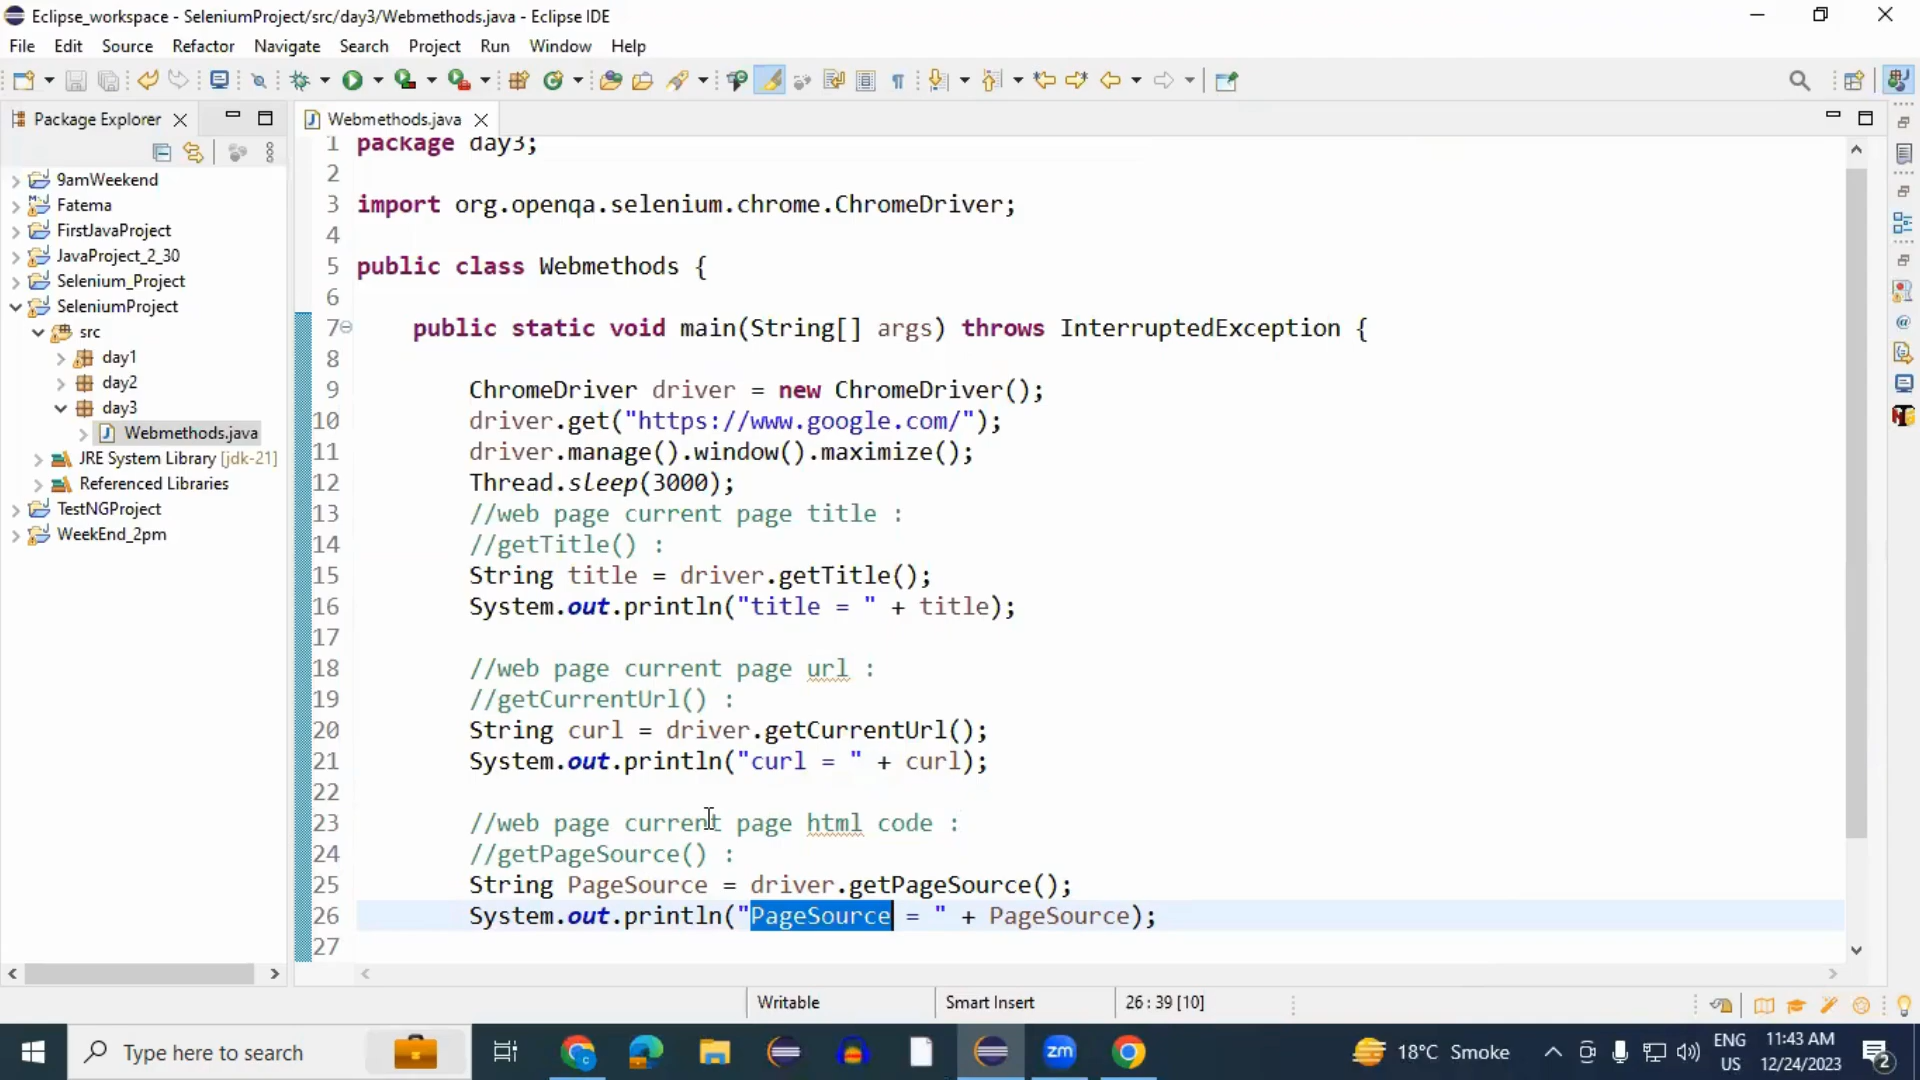 Eclipse_workspace - SeleniumProject/src/day3/Webmethods.java - Eclipse IDE
File Edit Source Refactor Navigate Search Project Run Window Help
Package Explorer
9amWeekend
Fatema
FirstJavaProject
JavaProject_2_30
Selenium_Project
SeleniumProject
src
day1
day2
day3
Webmethods.java
JRE System Library [jdk-21]
Referenced Libraries
TestNGProject
WeekEnd_2pm
Webmethods.java
1 package day3;
2
3 import org.openqa.selenium.chrome.ChromeDriver;
4
5 public class Webmethods {
6
7 public static void main(String[] args) throws InterruptedException {
8
9 ChromeDriver driver = new ChromeDriver();
10 driver.get("https://www.google.com/");
11 driver.manage().window().maximize();
12 Thread.sleep(3000);
13 //web page current page title :
14 //getTitle() :
15 String title = driver.getTitle();
16 System.out.println("title = " + title);
17
18 //web page current page url :
19 //getCurrentUrl() :
20 String curl = driver.getCurrentUrl();
21 System.out.println("curl = " + curl);
22
23 //web page current page html code :
24 //getPageSource() :
25 String PageSource = driver.getPageSource();
26 System.out.println("PageSource = " + PageSource);
27
Writable Smart Insert 26 : 39 [10]
Type here to search
zm
18°C Smoke
ENG
US
11:43 AM
12/24/2023
2